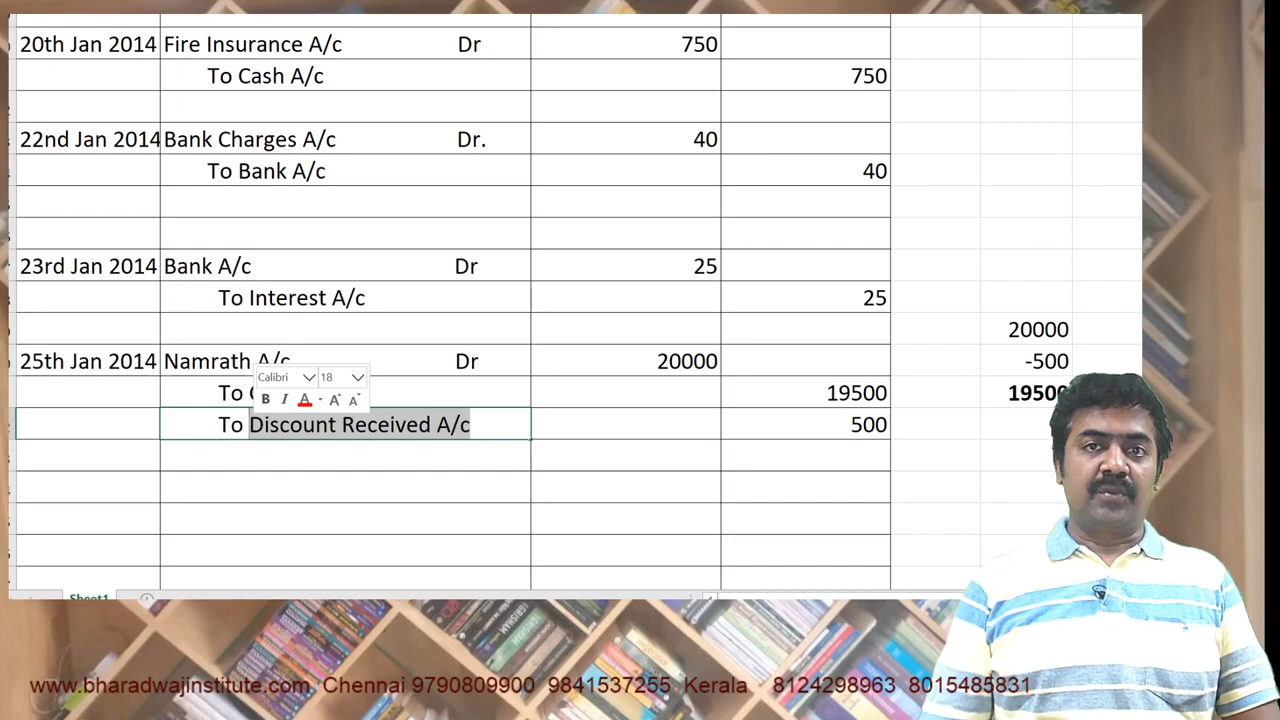 20th Jan 2014 Fire Insurance A/c Dr 750
To Cash A/c 750
22nd Jan 2014 Bank Charges A/c Dr. 40
To Bank A/c 40
23rd Jan 2014 Bank A/c Dr 25
To Interest A/c 25
20000
25th Jan 2014 Namrath A/c Dr 20000 -500
Calibri 18
To 19500 19500
B I A A A
To Discount Received A/c 500
Sheet1
www.bharadwajinstitute.com Chennai 9790809900 9841537255 Kerala 8124298963 8015485831